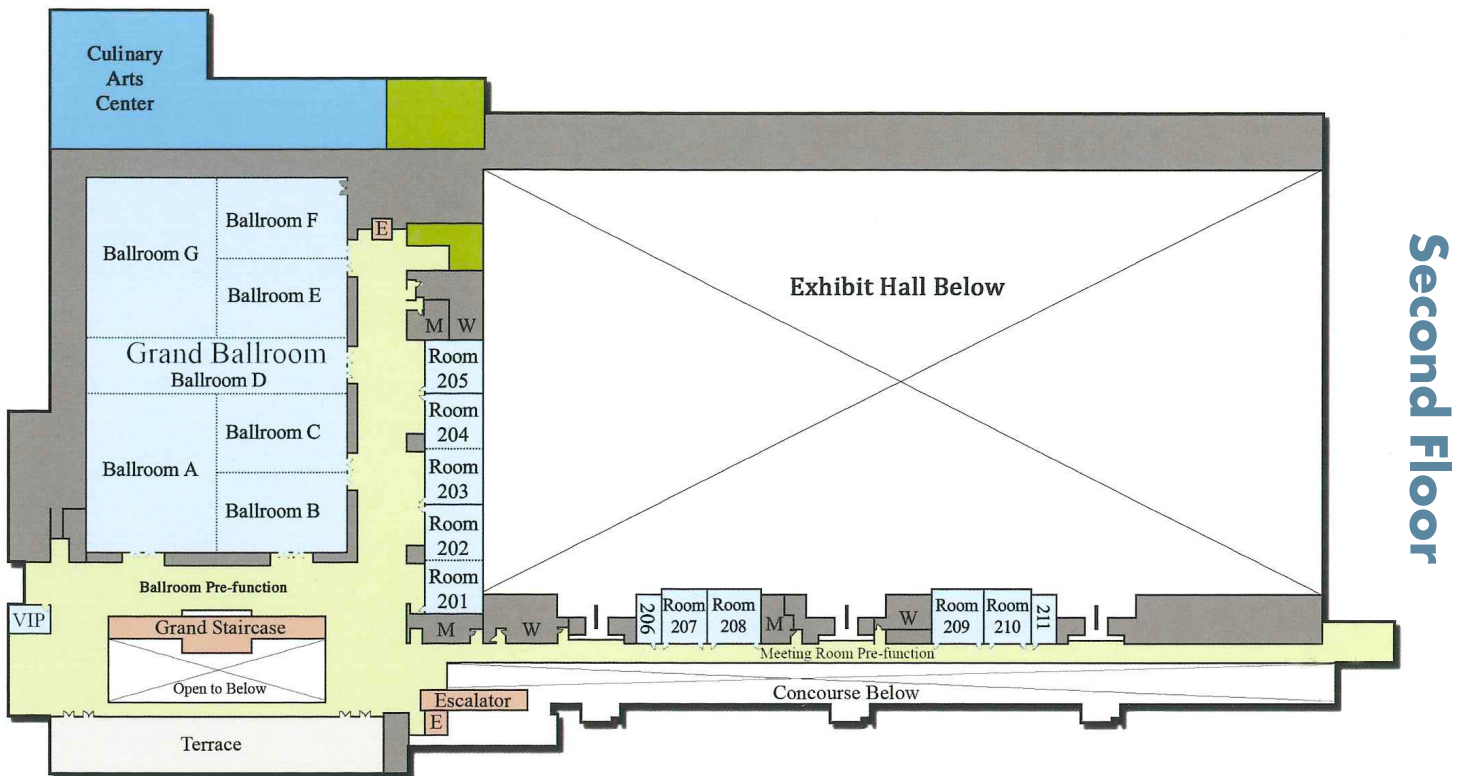 Culinary
Arts
Center
Ballroom F
E
Ballroom G
Ballroom E
Exhibit Hall Below
M
W
Grand Ballroom
Ballroom D
Room
205
Room
204
Ballroom C
Ballroom A
Room
203
Ballroom B
Room
202
Room
201
Ballroom Pre-function
VIP
Grand Staircase
Open to Below
M
W
206
Room
207
Room
208
M
W
Room
209
Room
210
211
Meeting Room Pre-function
Concourse Below
Escalator
E
Terrace
Second Floor